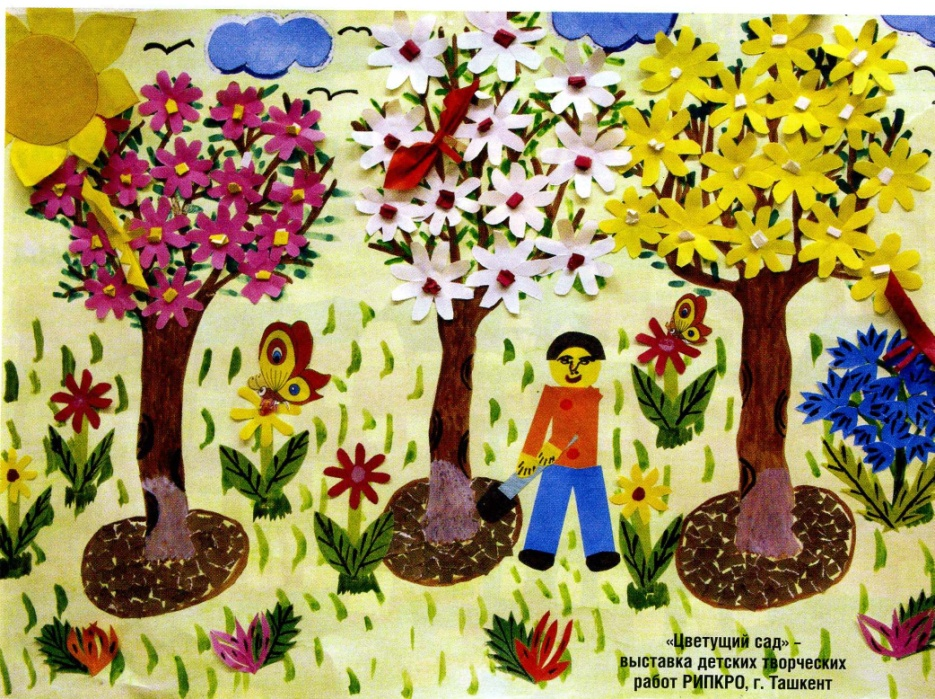 «Цветущий сад» –
выставка детских творческих
работ РИПКРО, г. Ташкент